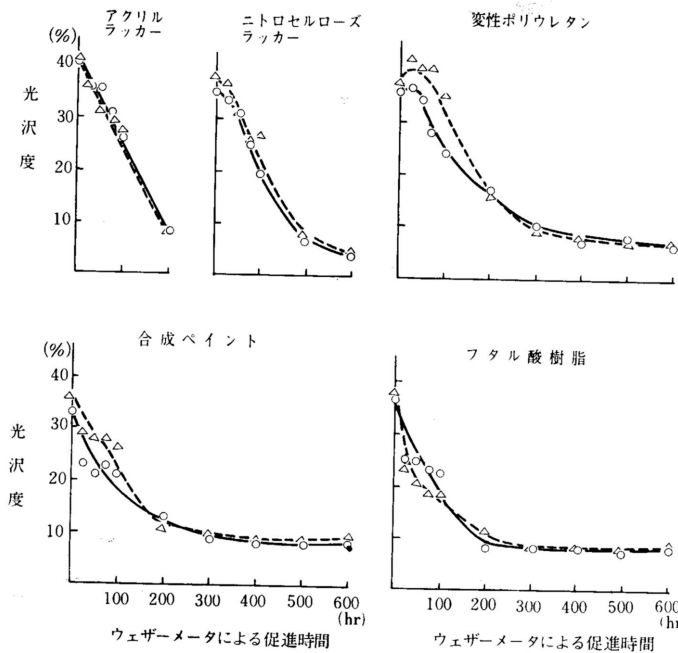 アクリル
ラッカー
ニトロセルローズ
ラッカー
変性ポリウレタン
(%)
40
30
20
10
光沢度
合成ペイント
フタル酸樹脂
(%)
40
30
20
10
光沢度
0 100 200 300 400 500 600
(hr)
ウェザーメータによる促進時間
0 100 200 300 400 500 600
(hr)
ウェザーメータによる促進時間